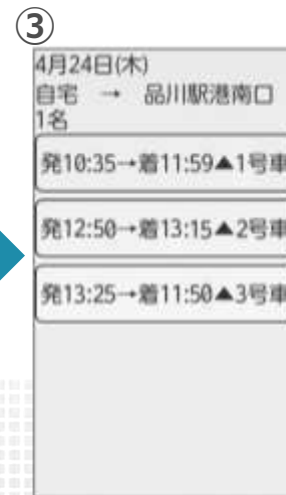 ③
4月24日(木)
自宅 → 品川駅港南口
1名
発10:35→着11:59▲1号車
発12:50→着13:15▲2号車
発13:25→着11:50▲3号車